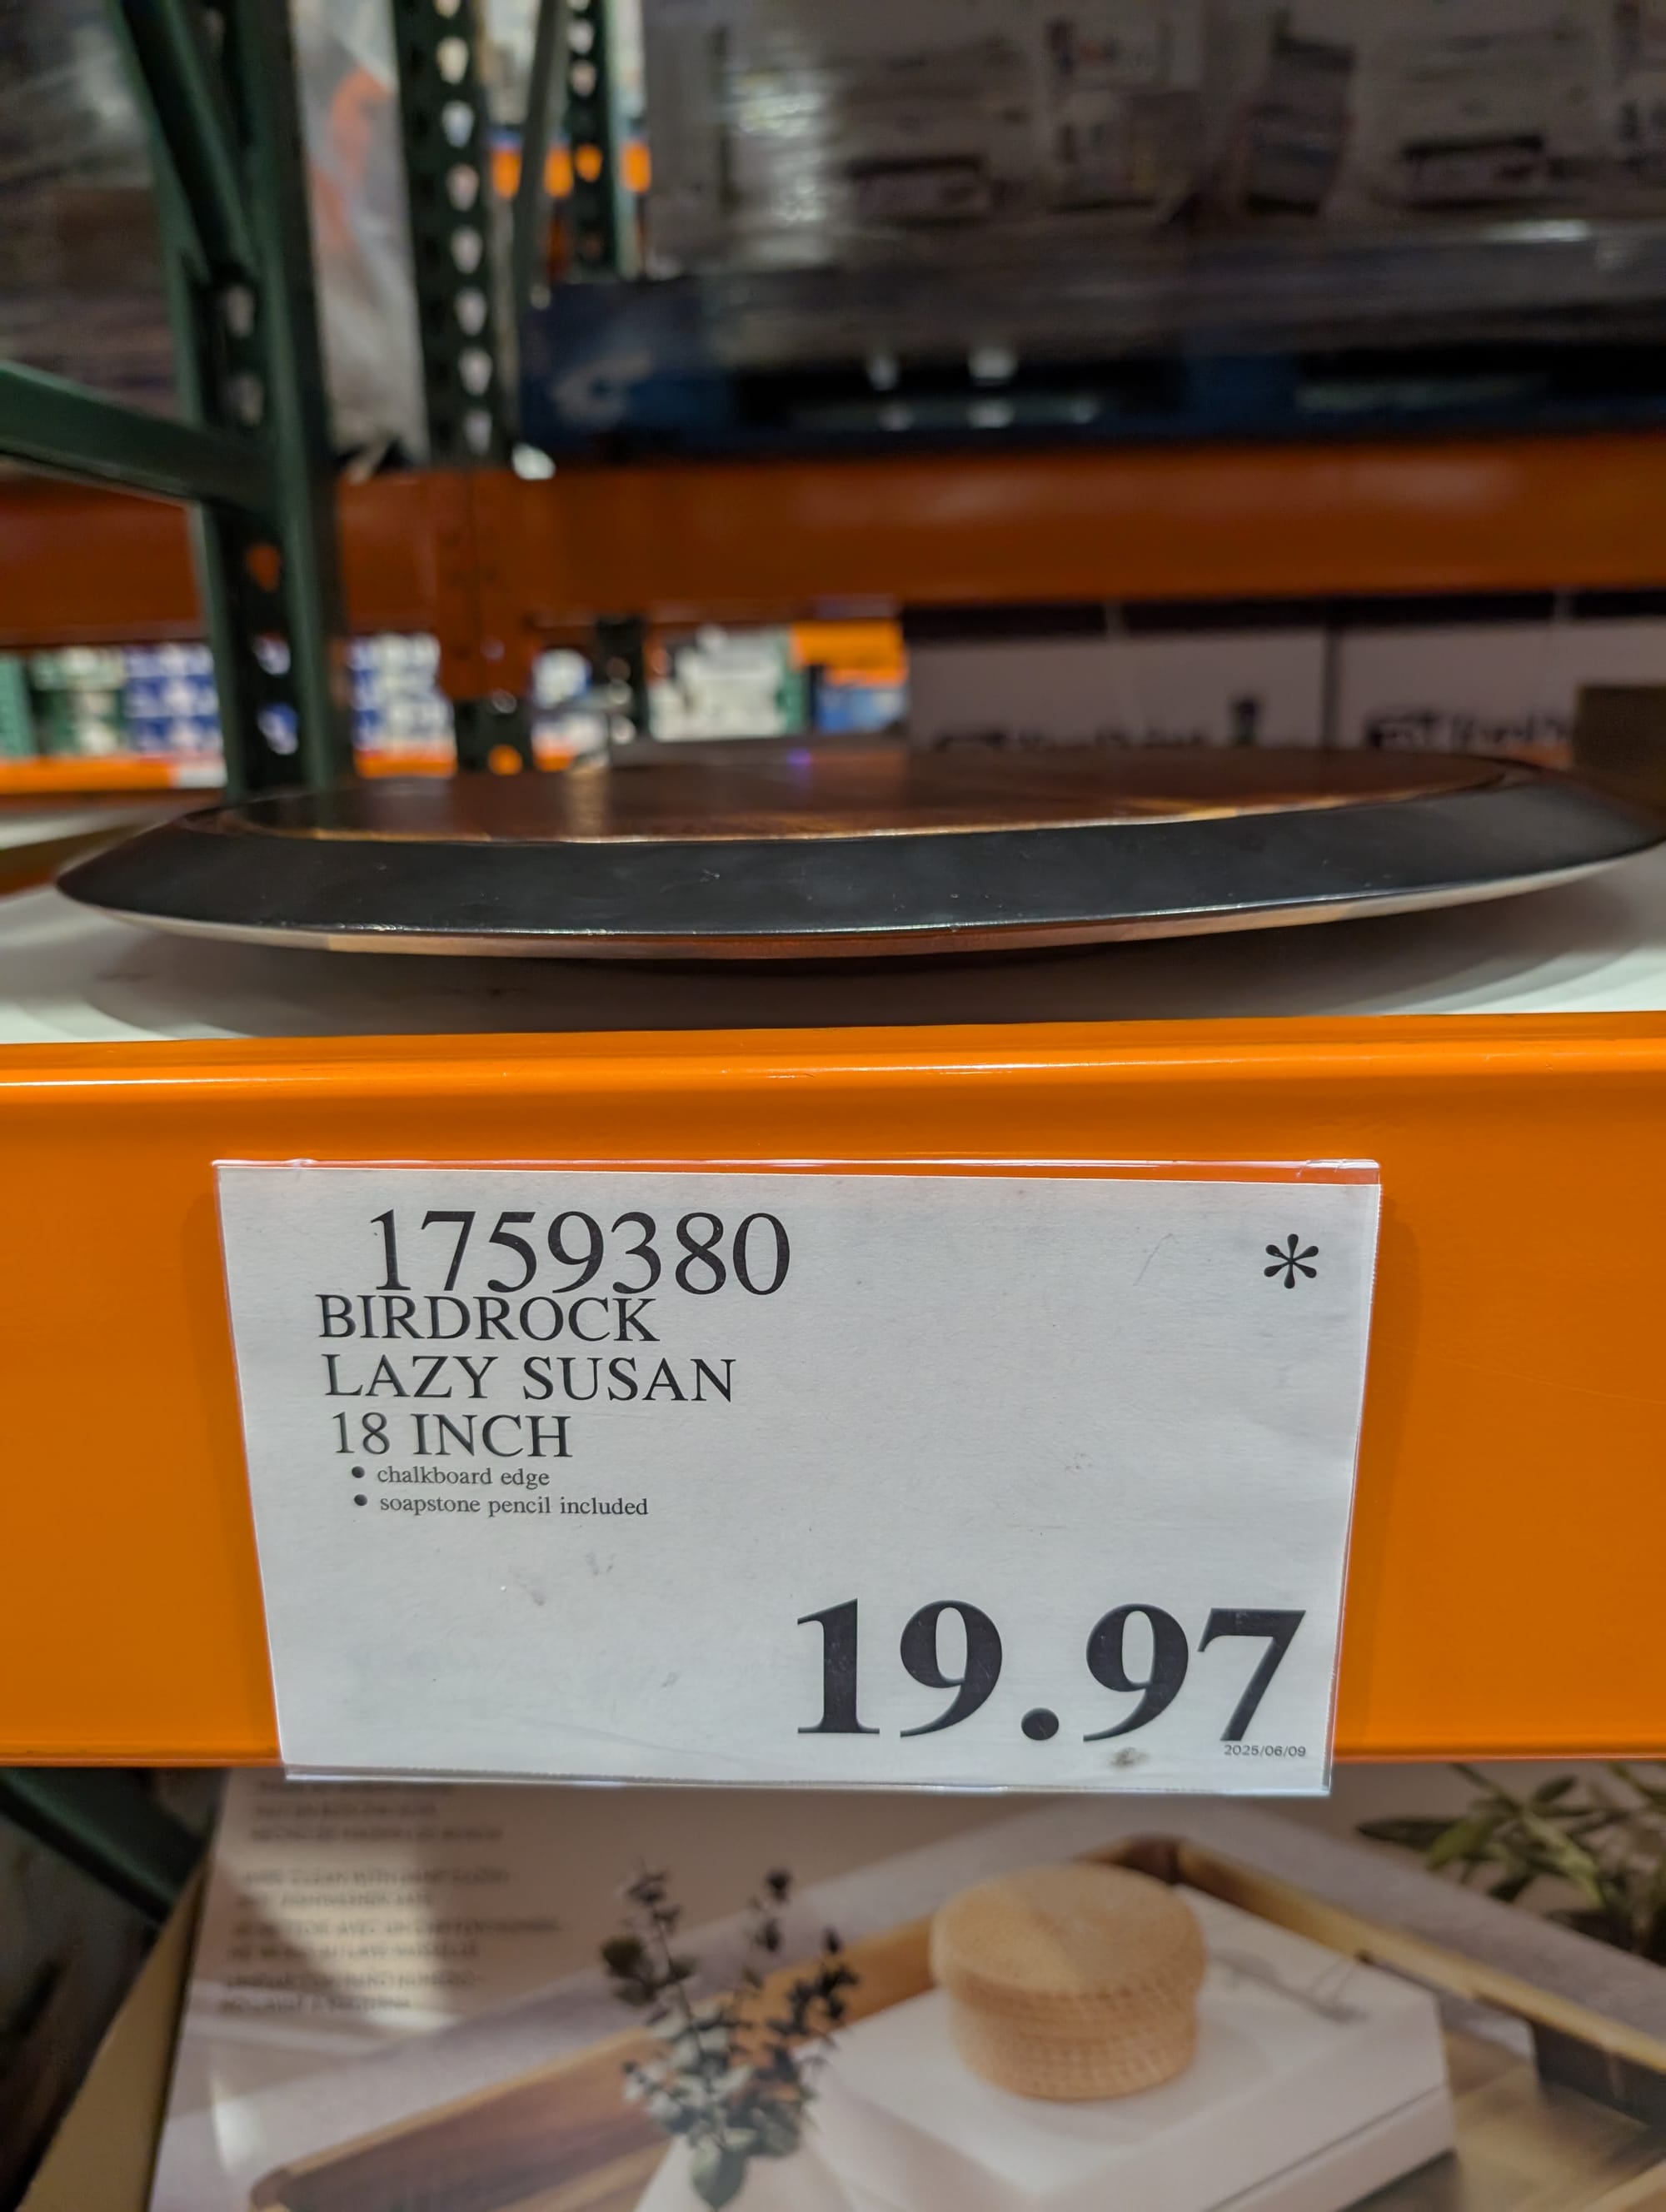 1759380
*
BIRDROCK
LAZY SUSAN
18 INCH
• chalkboard edge
• soapstone pencil included
19.97
2025/06/09